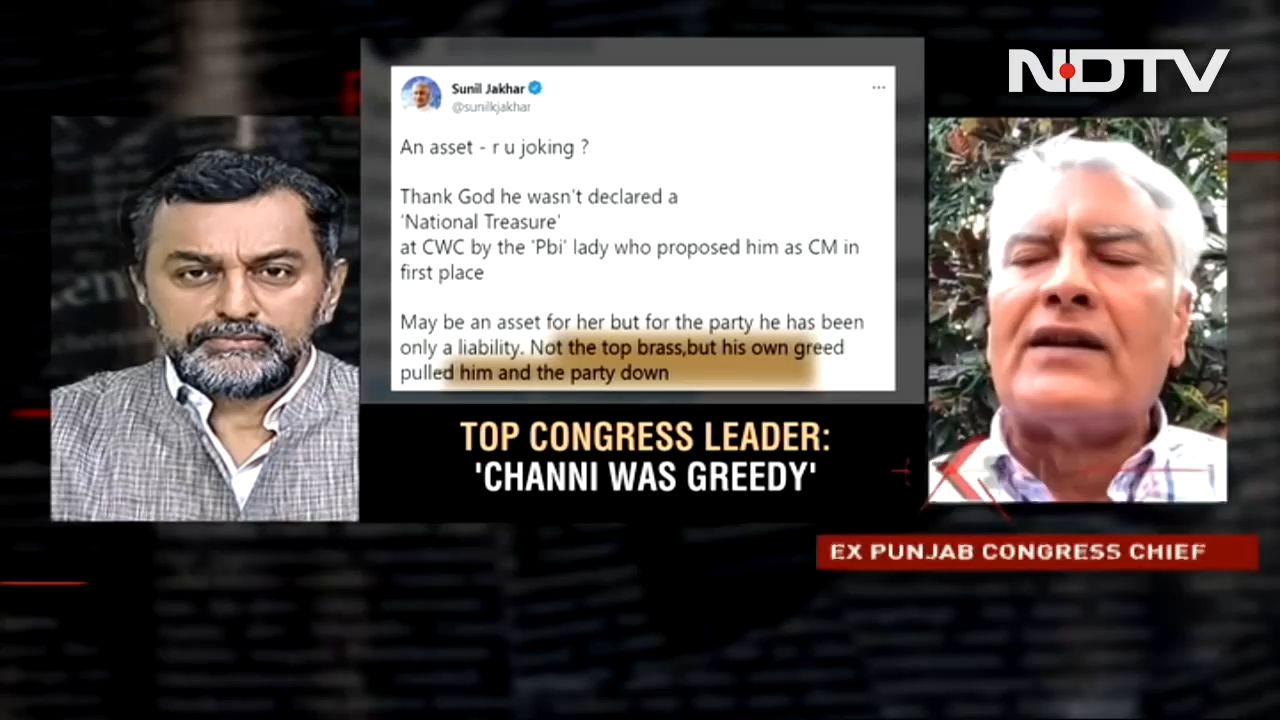 NDTV
Sunil Jakhar
@sunilkjakhar
An asset - r u joking ?
Thank God he wasn't declared a
'National Treasure'
at CWC by the 'Pbi' lady who proposed him as CM in
first place
May be an asset for her but for the party he has been
only a liability. Not the top brass,but his own greed
pulled him and the party down
TOP CONGRESS LEADER:
'CHANNI WAS GREEDY'
EX PUNJAB CONGRESS CHIEF